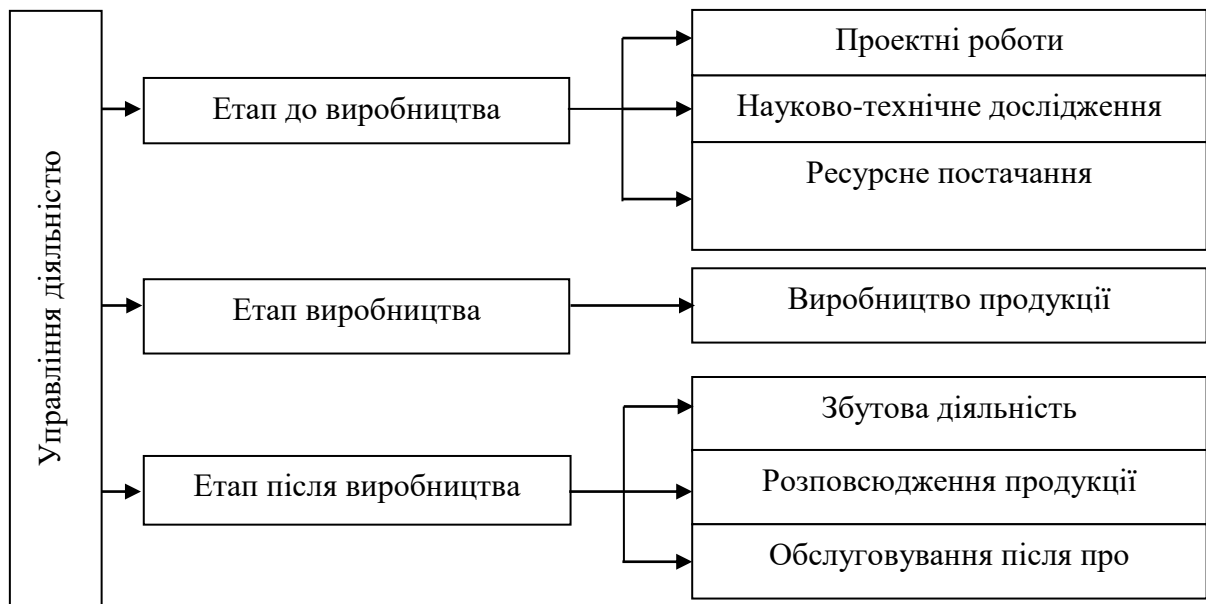 Управління діяльністю
Етап до виробництва
Проектні роботи
Науково-технічне дослідження
Ресурсне постачання
Етап виробництва
Виробництво продукції
Етап після виробництва
Збутова діяльність
Розповсюдження продукції
Обслуговування після про